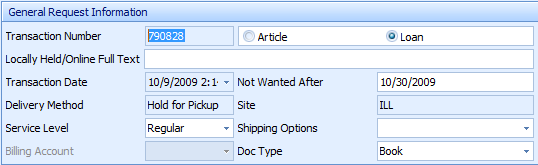 General Request Information
Transaction Number 790828 Article Loan
Locally Held/Online Full Text
Transaction Date 10/9/2009 2:1 Not Wanted After 10/30/2009
Delivery Method Hold for Pickup Site ILL
Service Level Regular Shipping Options
Billing Account Doc Type Book